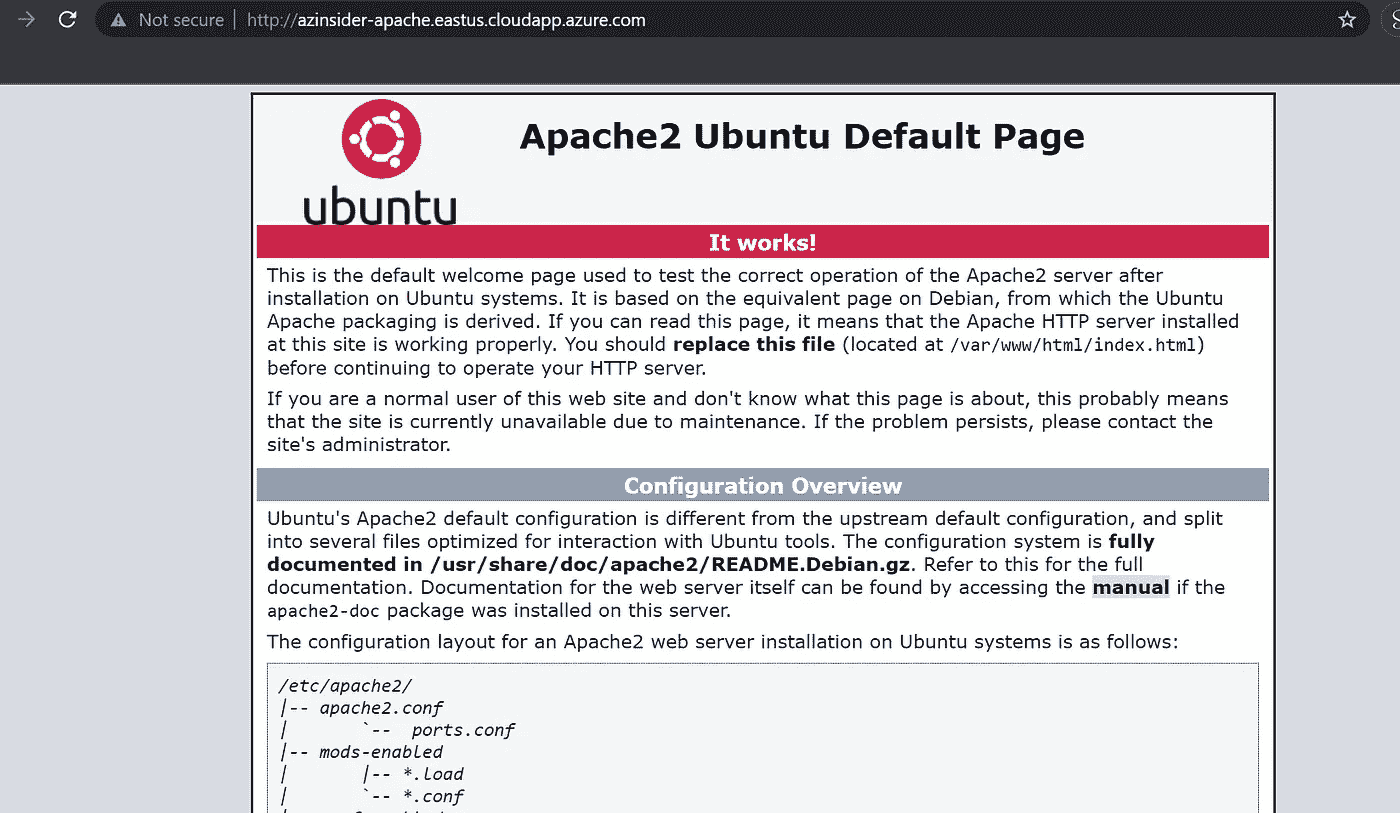 Not secure | http://azinsider-apache.eastus.cloudapp.azure.com
Apache2 Ubuntu Default Page
ubuntu
It works!
This is the default welcome page used to test the correct operation of the Apache2 server after
installation on Ubuntu systems. It is based on the equivalent page on Debian, from which the Ubuntu
Apache packaging is derived. If you can read this page, it means that the Apache HTTP server installed
at this site is working properly. You should replace this file (located at /var/www/html/index.html)
before continuing to operate your HTTP server.
If you are a normal user of this web site and don't know what this page is about, this probably means
that the site is currently unavailable due to maintenance. If the problem persists, please contact the
site's administrator.
Configuration Overview
Ubuntu's Apache2 default configuration is different from the upstream default configuration, and split
into several files optimized for interaction with Ubuntu tools. The configuration system is fully
documented in /usr/share/doc/apache2/README.Debian.gz. Refer to this for the full
documentation. Documentation for the web server itself can be found by accessing the manual if the
apache2-doc package was installed on this server.
The configuration layout for an Apache2 web server installation on Ubuntu systems is as follows:
/etc/apache2/
|-- apache2.conf
|       `--  ports.conf
|-- mods-enabled
|       |-- *.load
|       `-- *.conf